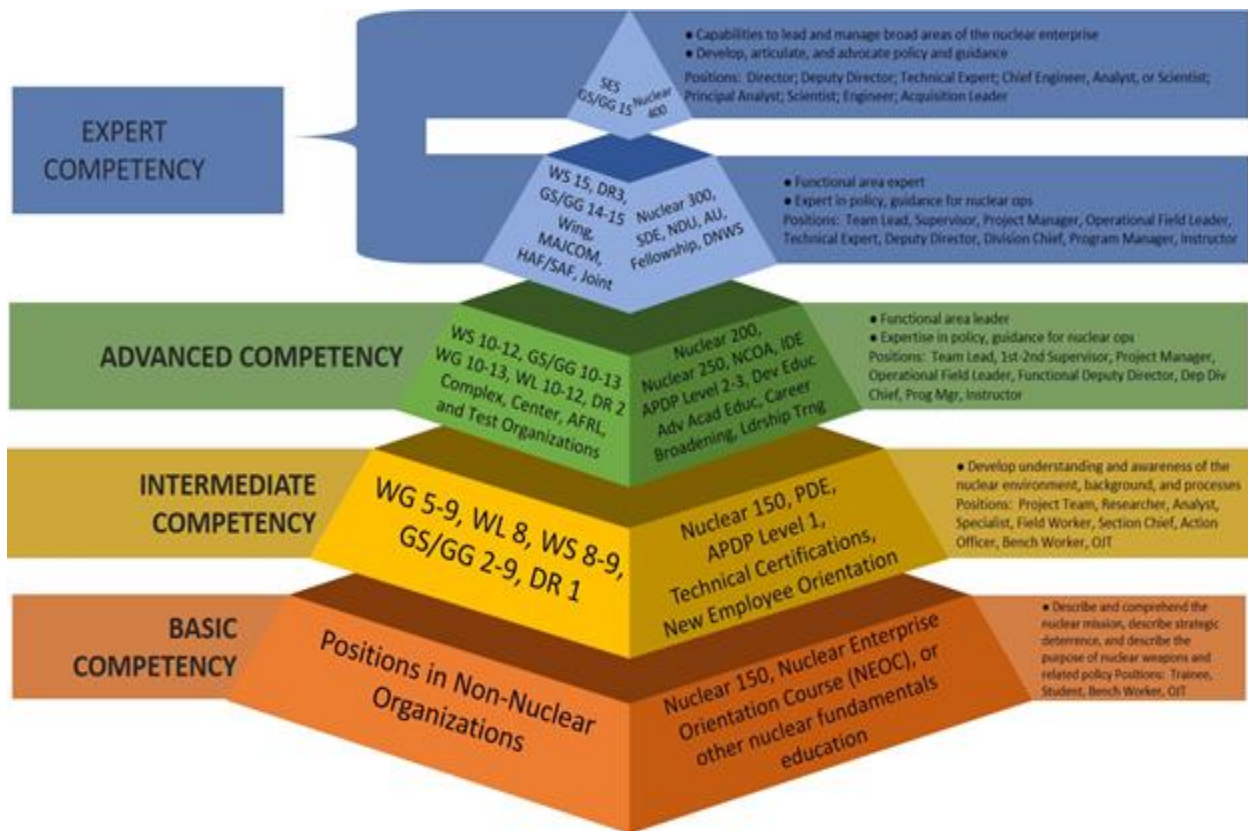 EXPERT
COMPETENCY
SES
GS/GG 15
Nuclear
400
● Capabilities to lead and manage broad areas of the nuclear enterprise
● Develop, articulate, and advocate policy and guidance
Positions: Director; Deputy Director; Technical Expert; Chief Engineer, Analyst, or Scientist;
Principal Analyst; Scientist; Engineer; Acquisition Leader
WS 15, DR3,
GS/GG 14-15
Wing,
MAJCOM,
HAF/SAF, Joint
Nuclear 300,
SDE, NDU, AU,
Fellowship, DNWS
● Functional area expert
● Expert in policy, guidance for nuclear ops
Positions: Team Lead, Supervisor, Project Manager, Operational Field Leader,
Technical Expert, Deputy Director, Division Chief, Program Manager, Instructor
ADVANCED COMPETENCY
WS 10-12, GS/GG 10-13
WG 10-13, WL 10-12, DR 2
Complex, Center, AFRL,
and Test Organizations
Nuclear 200,
Nuclear 250, NCOA, IDE
APDP Level 2-3, Dev Educ
Adv Acad Educ, Career
Broadening, Ldrship Trng
● Functional area leader
● Expertise in policy, guidance for nuclear ops
Positions: Team Lead, 1st-2nd Supervisor, Project Manager,
Operational Field Leader, Functional Deputy Director, Dep Div
Chief, Prog Mgr, Instructor
INTERMEDIATE
COMPETENCY
WG 5-9, WL 8, WS 8-9,
GS/GG 2-9, DR 1
Nuclear 150, PDE,
APDP Level 1,
Technical Certifications,
New Employee Orientation
● Develop understanding and awareness of the
nuclear environment, background, and processes
Positions: Project Team, Researcher, Analyst,
Specialist, Field Worker, Section Chief, Action
Officer, Bench Worker, OJT
BASIC
COMPETENCY
Positions in Non-Nuclear
Organizations
Nuclear 150, Nuclear Enterprise
Orientation Course (NEOC), or
other nuclear fundamentals
education
● Describe and comprehend the
nuclear mission, describe strategic
deterrence, and describe the
purpose of nuclear weapons and
related policy Positions: Trainee,
Student, Bench Worker, OJT